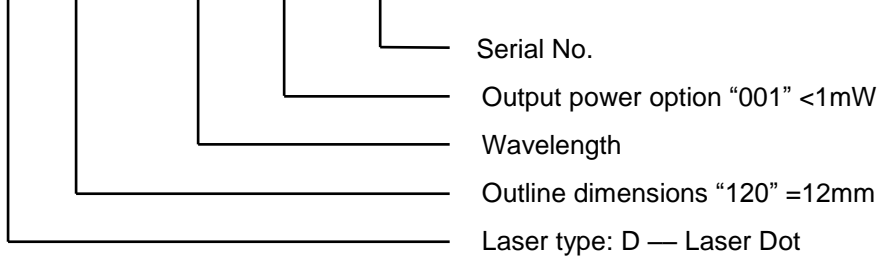 Serial No.
Output power option “001” <1mW
Wavelength
Outline dimensions “120” =12mm
Laser type: D — Laser Dot